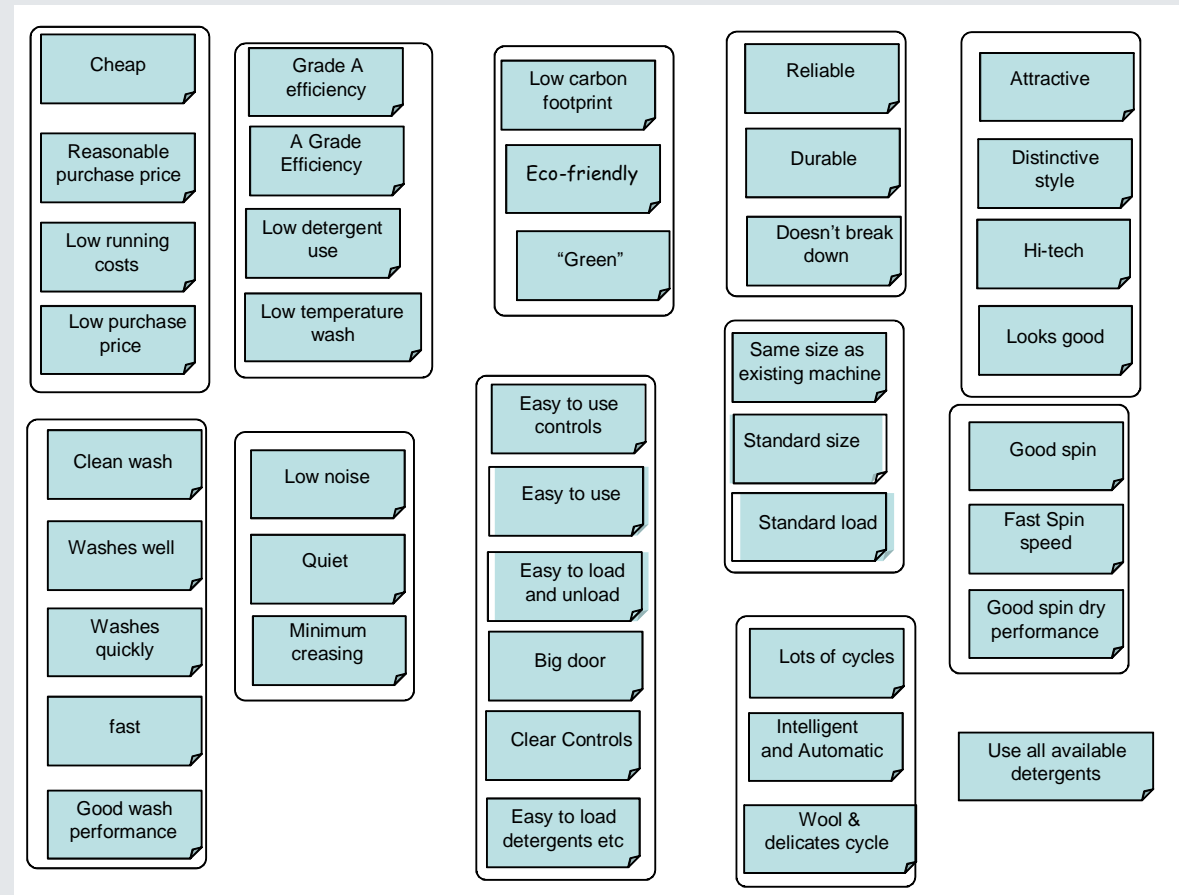 Cheap
Reasonable
purchase price
Low running
costs
Low purchase
price
Grade A
efficiency
A Grade
Efficiency
Low detergent
use
Low temperature
wash
Low carbon
footprint
Eco-friendly
“Green”
Reliable
Durable
Doesn’t break
down
Attractive
Distinctive
style
Hi-tech
Looks good
Clean wash
Washes well
Washes
quickly
fast
Good wash
performance
Low noise
Quiet
Minimum
creasing
Easy to use
controls
Easy to use
Easy to load
and unload
Big door
Clear Controls
Easy to load
detergents etc
Same size as
existing machine
Standard size
Standard load
Lots of cycles
Intelligent
and Automatic
Wool &
delicates cycle
Good spin
Fast Spin
speed
Good spin dry
performance
Use all available
detergents